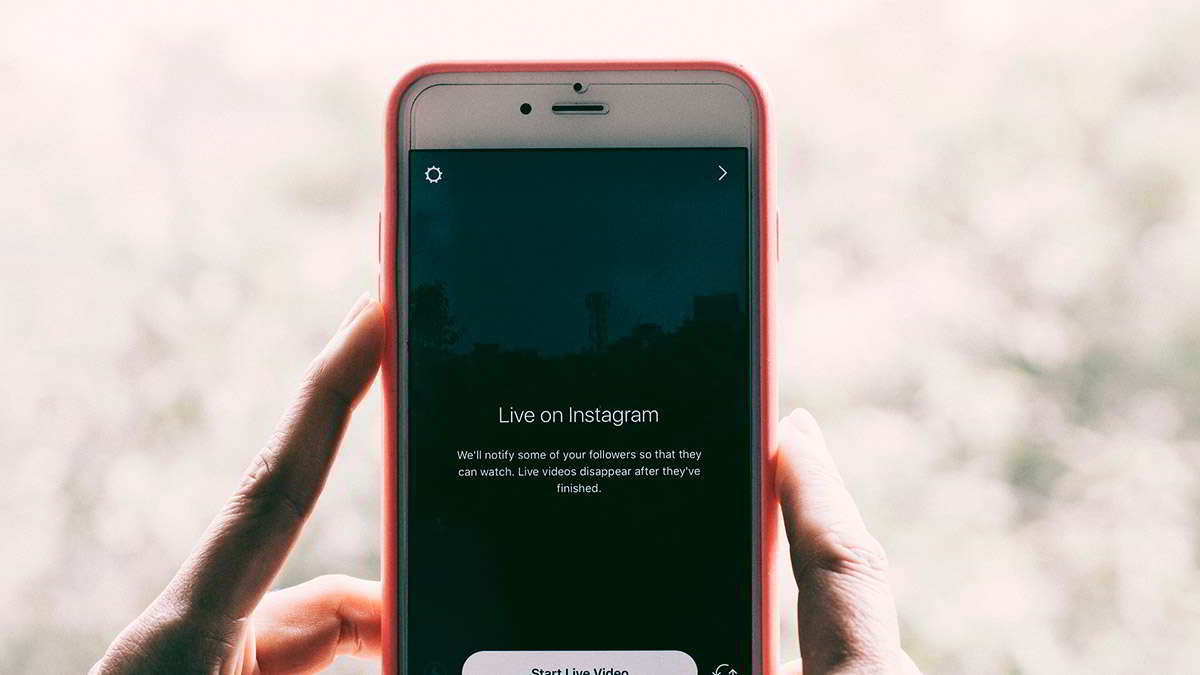 Live on Instagram
We'll notify some of your followers so that they
can watch. Live videos disappear after they've
finished.
Start Live Video